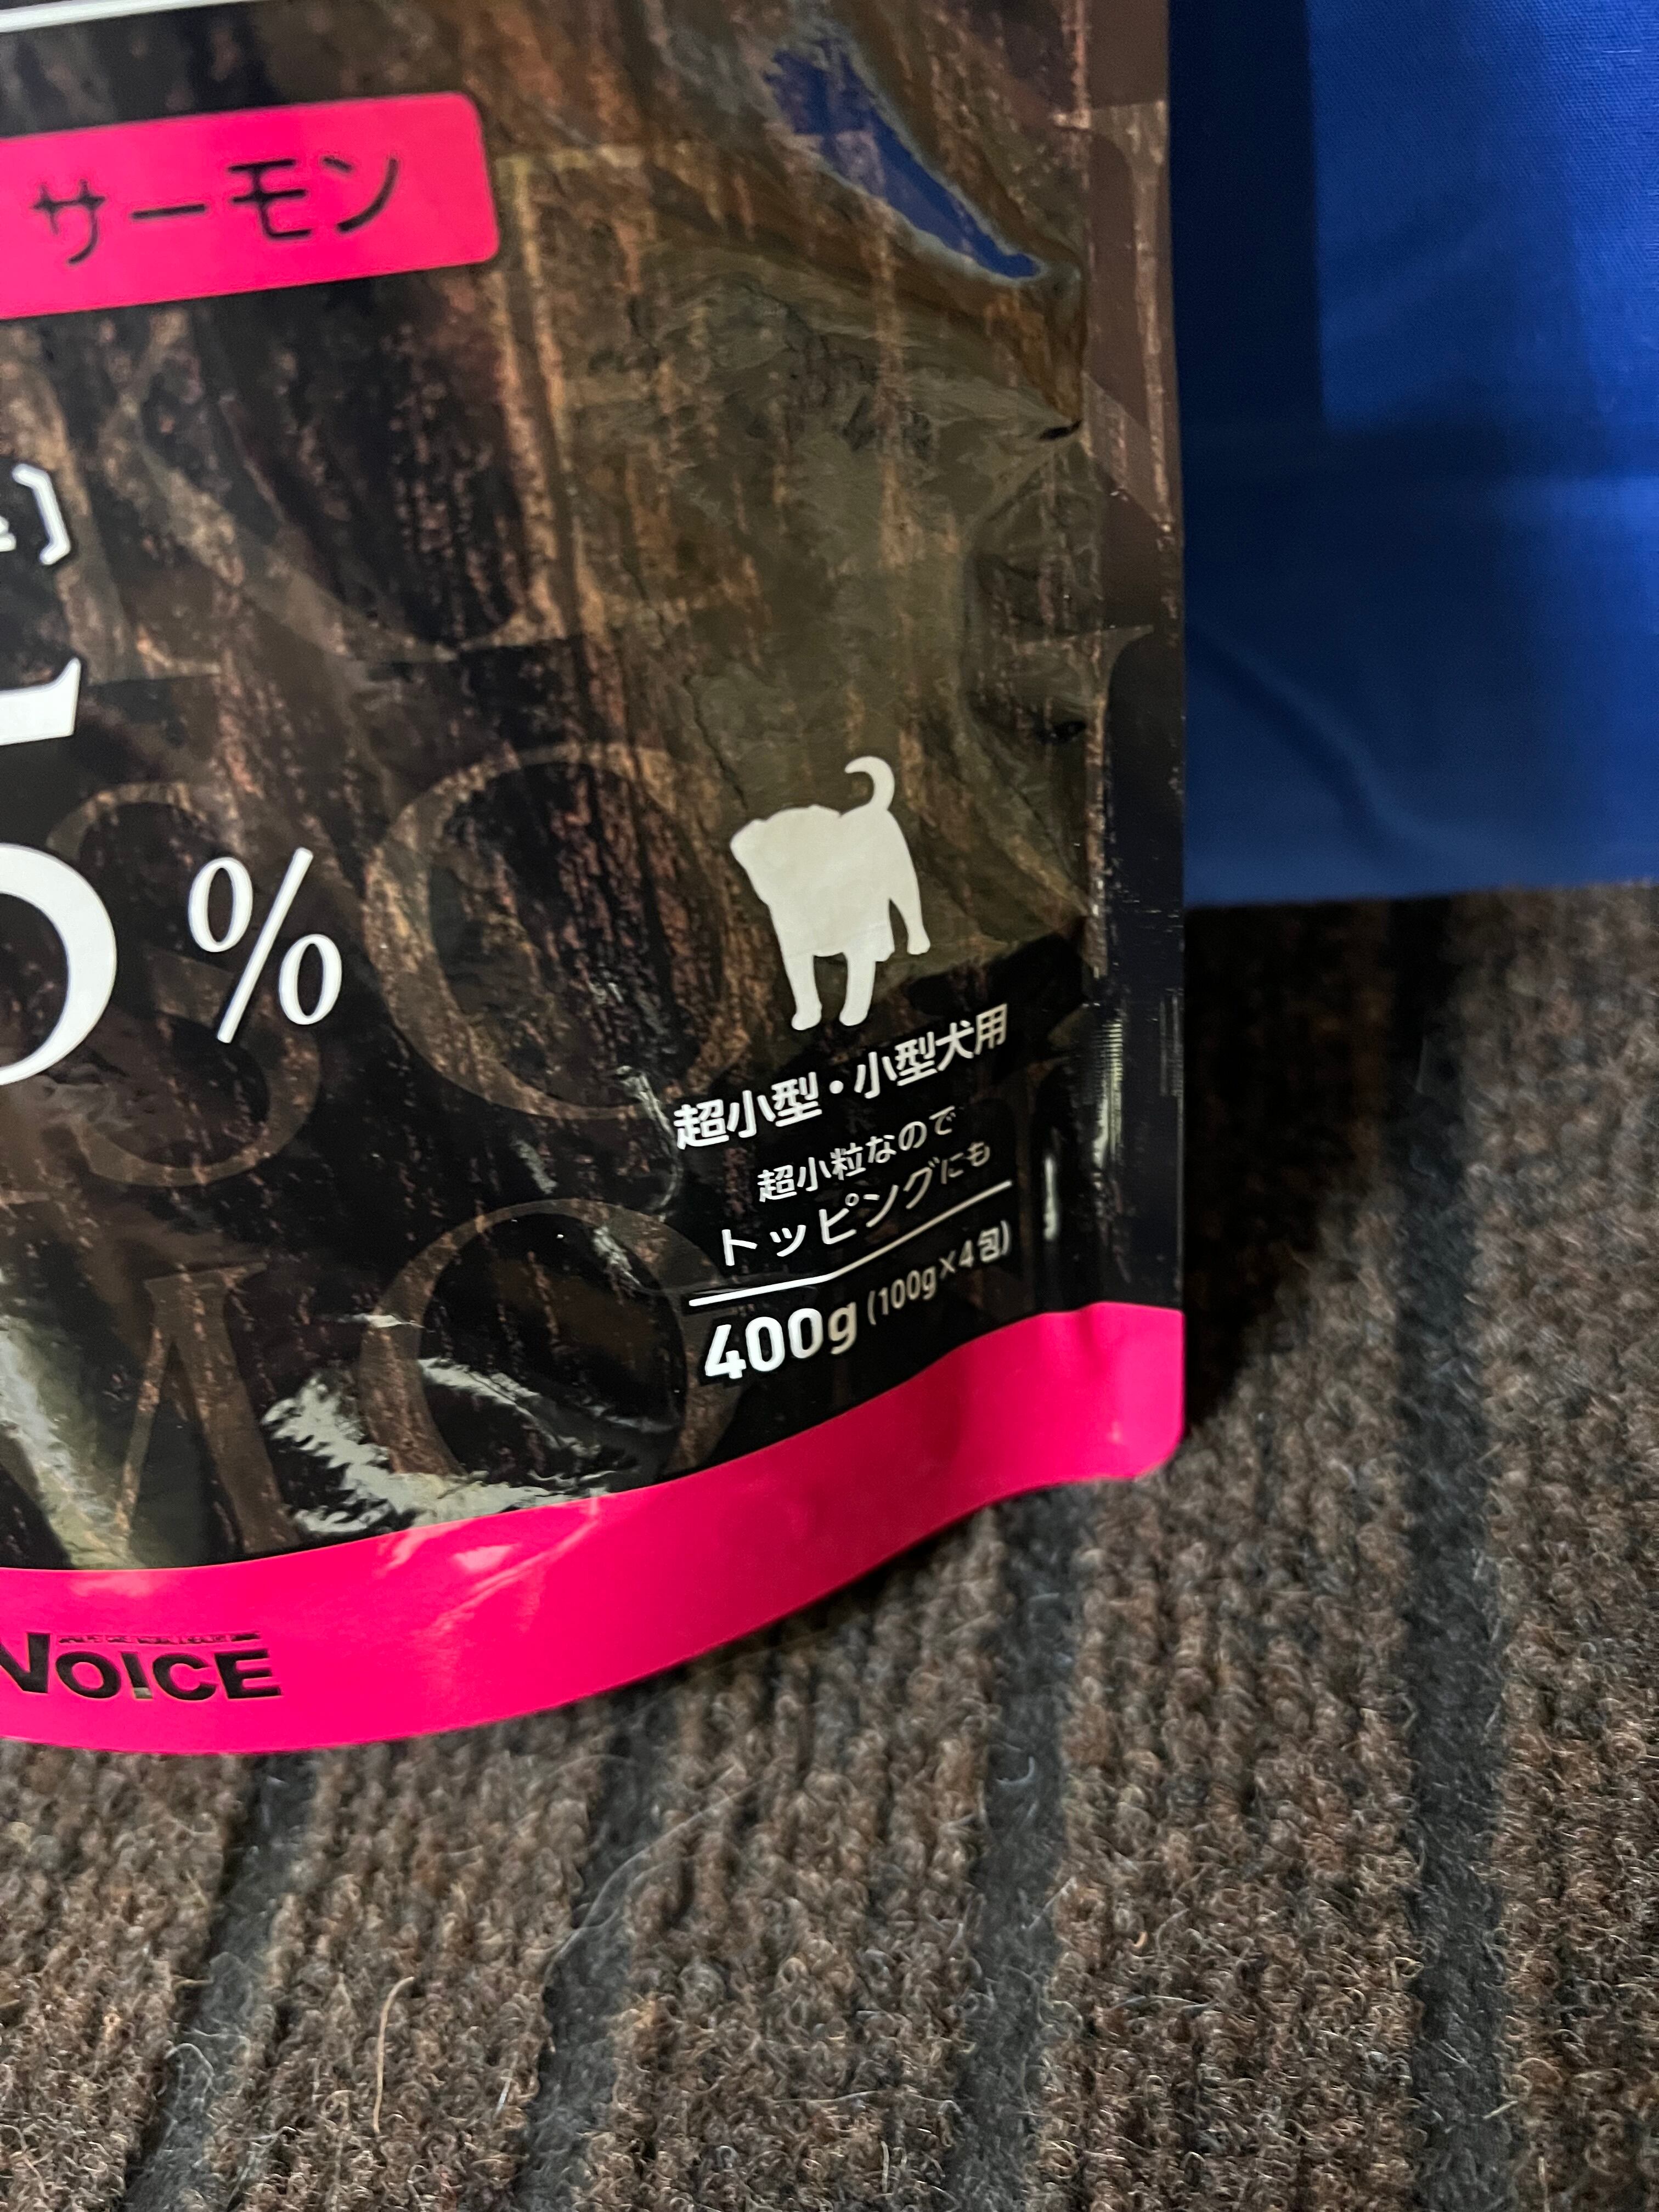 サーモン
%
超小型・小型犬用
超小粒なので
トッピングにも
400g (100g×4包)
VOICE